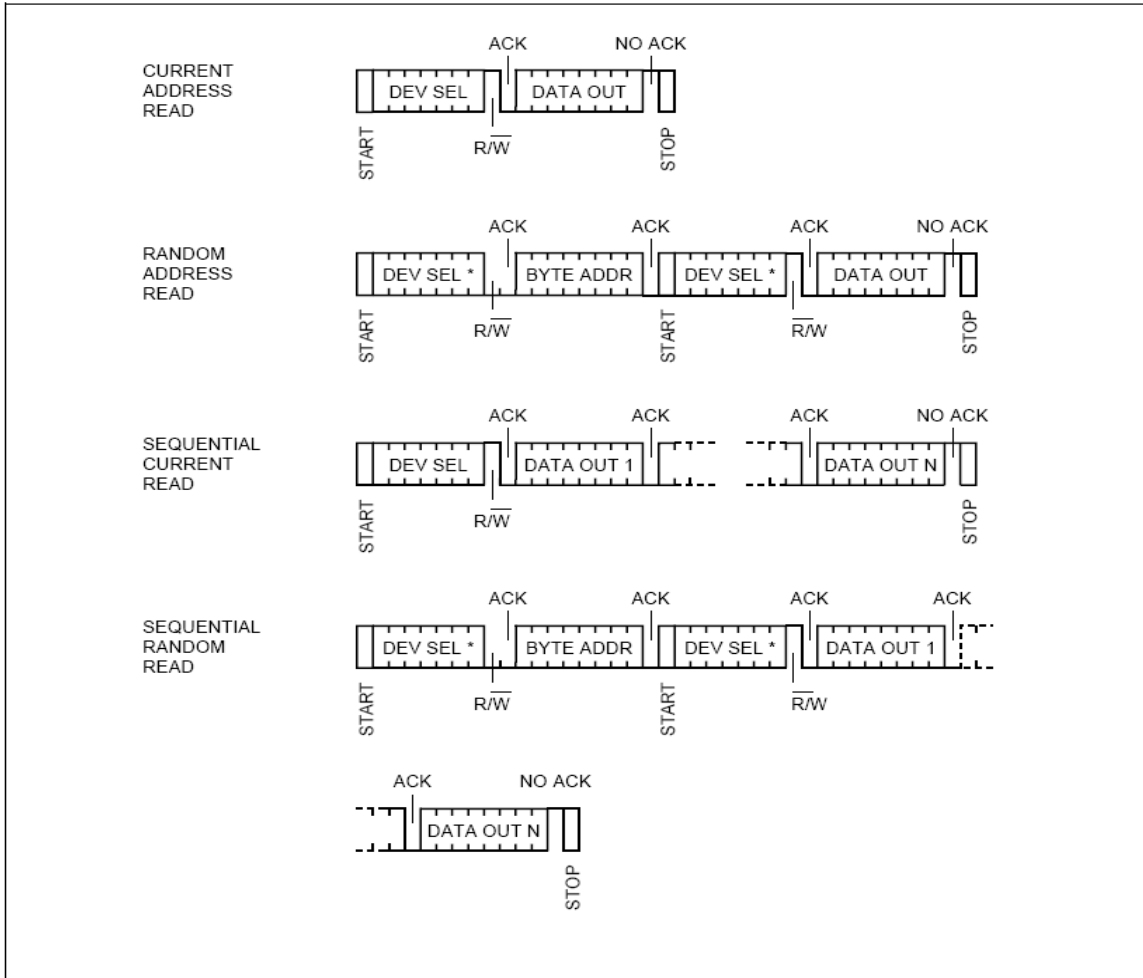 ACK NO ACK
CURRENT
ADDRESS
READ
DEV SEL DATA OUT
START R/W̅ STOP
ACK ACK ACK NO ACK
RANDOM
ADDRESS
READ
DEV SEL * BYTE ADDR DEV SEL * DATA OUT
START R/W̅ START R̅/W STOP
ACK ACK ACK NO ACK
SEQUENTIAL
CURRENT
READ
DEV SEL DATA OUT 1 DATA OUT N
START R/W̅ STOP
ACK ACK ACK ACK
SEQUENTIAL
RANDOM
READ
DEV SEL * BYTE ADDR DEV SEL * DATA OUT 1
START R/W̅ START R̅/W
ACK NO ACK
DATA OUT N
STOP